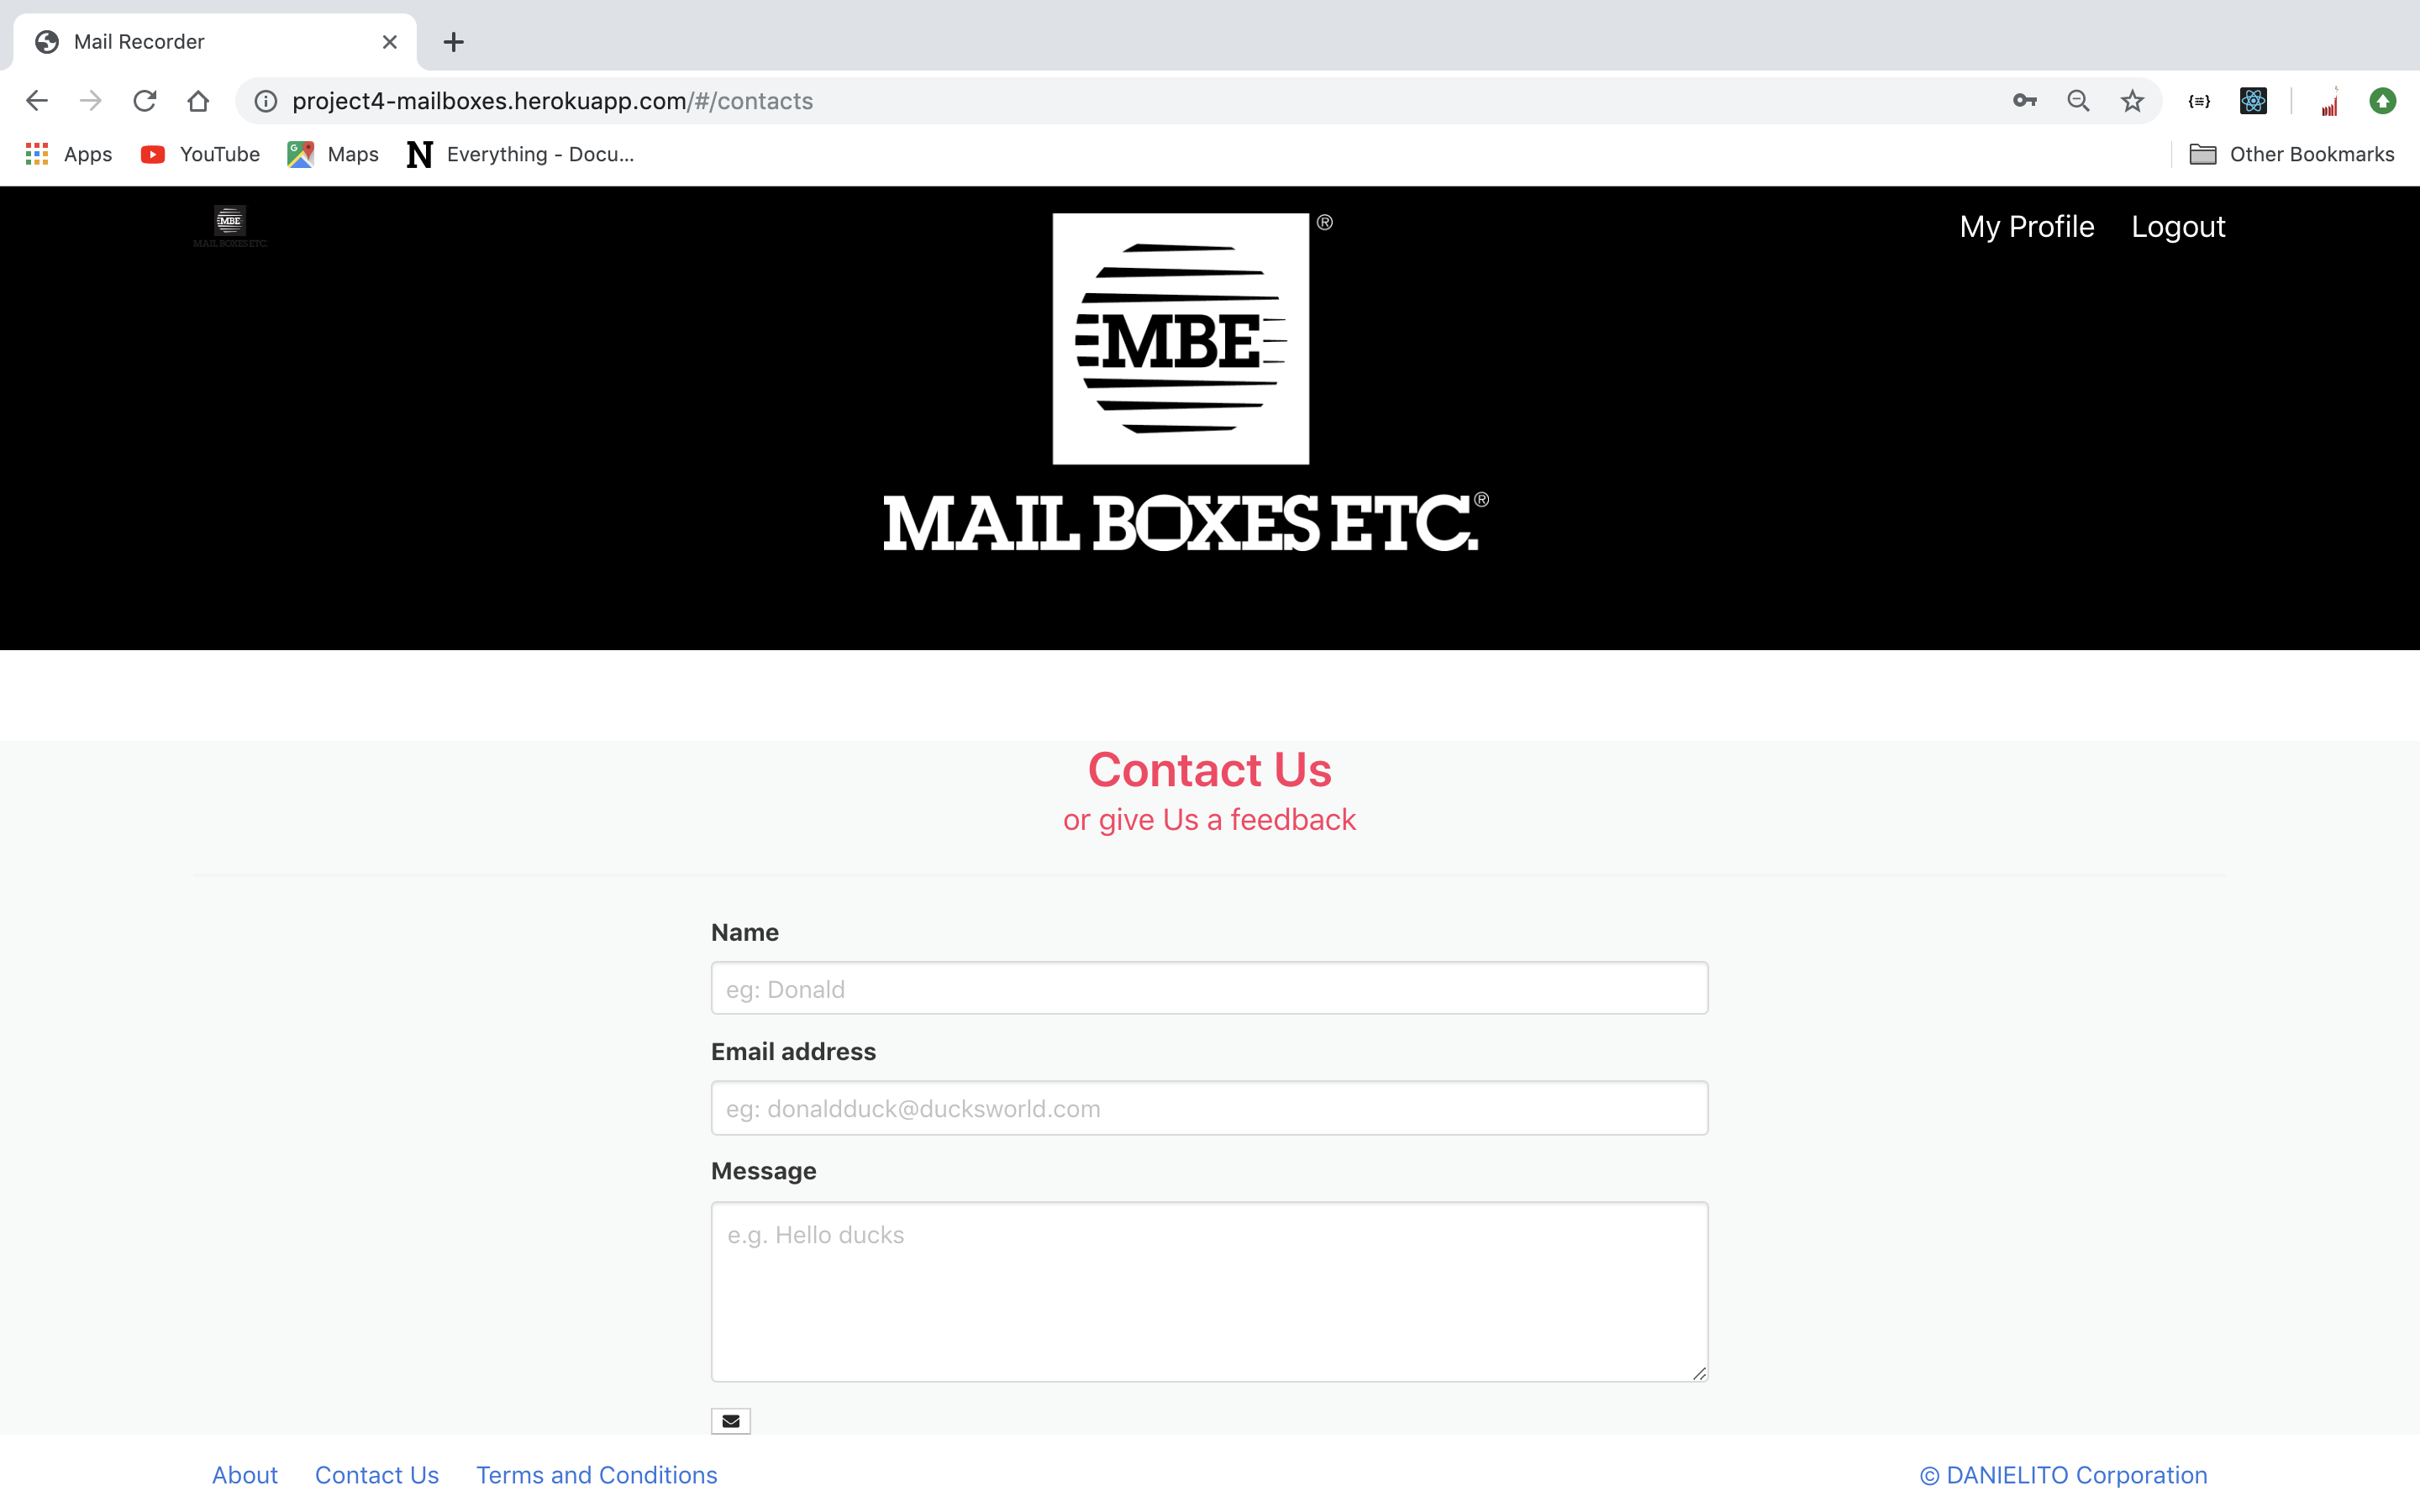 Mail Recorder
project4-mailboxes.herokuapp.com/#/contacts
Apps YouTube Maps Everything - Docu... Other Bookmarks
MBE
MAIL BOXES ETC.
My Profile Logout
®
MBE
MAIL BOXES ETC.®
Contact Us
or give Us a feedback
Name
eg: Donald
Email address
eg: donaldduck@ducksworld.com
Message
e.g. Hello ducks
About Contact Us Terms and Conditions © DANIELITO Corporation